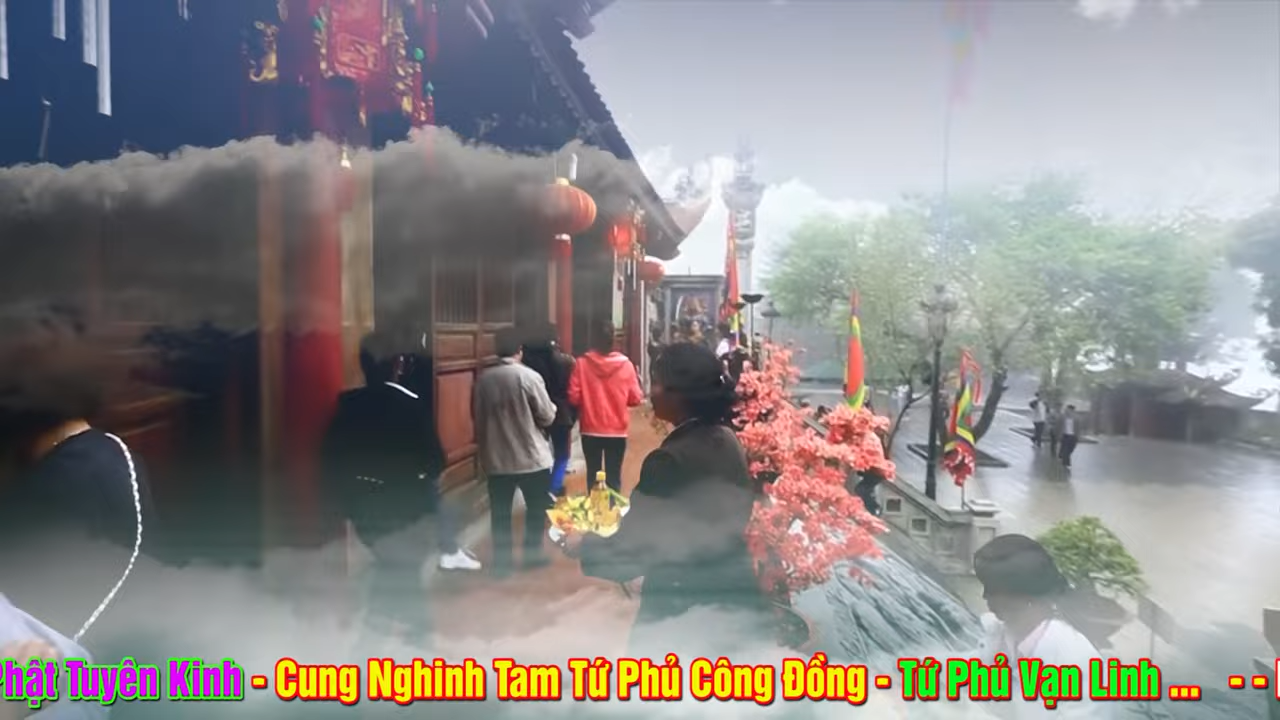 Phật Tuyên Kinh - Cung Nghinh Tam Tứ Phủ Công Đồng - Tứ Phủ Vạn Linh ... - -